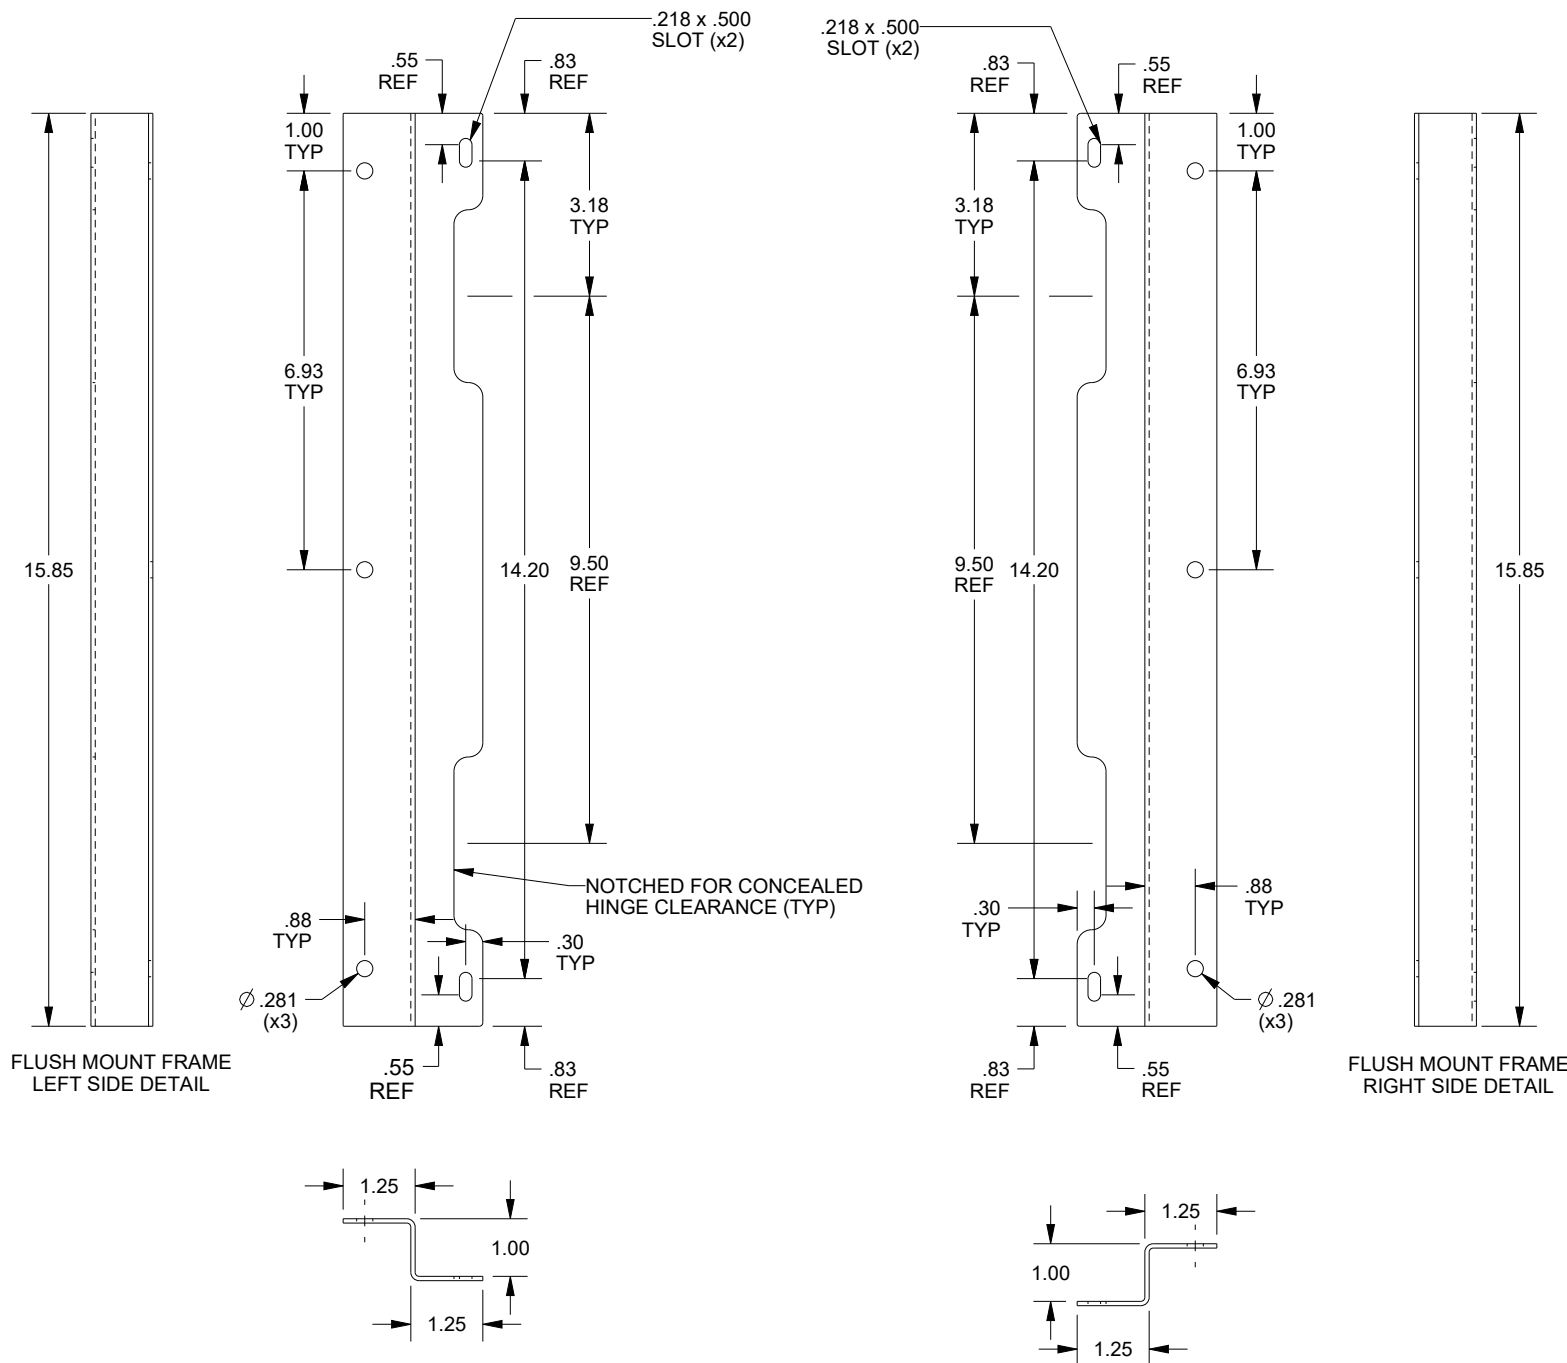 .218 x .500
SLOT (x2)
.55
REF
.83
REF
1.00
TYP
3.18
TYP
6.93
TYP
15.85
14.20
9.50
REF
NOTCHED FOR CONCEALED
HINGE CLEARANCE (TYP)
.88
TYP
.30
TYP
Ø .281
(x3)
.55
REF
.83
REF
FLUSH MOUNT FRAME
LEFT SIDE DETAIL
1.25
1.00
1.25
.218 x .500
SLOT (x2)
.83
REF
.55
REF
1.00
TYP
3.18
TYP
6.93
TYP
9.50
REF
14.20
15.85
.88
TYP
.30
TYP
Ø .281
(x3)
.83
REF
.55
REF
FLUSH MOUNT FRAME
RIGHT SIDE DETAIL
1.25
1.00
1.25